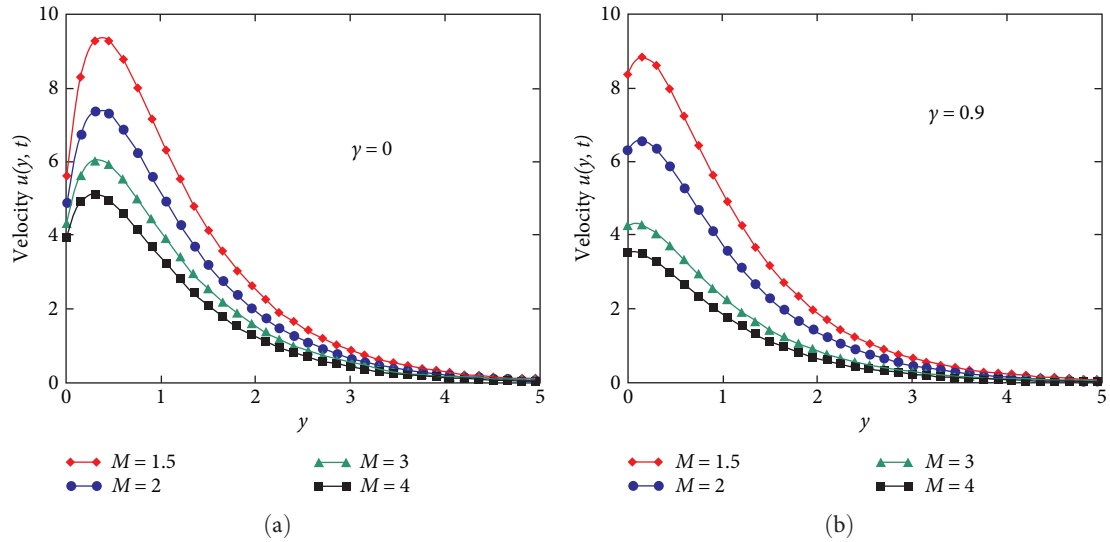 10
8
6
4
2
0
Velocity u(y, t)
γ = 0
0 1 2 3 4 5
y
M = 1.5
M = 2
M = 3
M = 4
(a)
10
8
6
4
2
0
Velocity u(y, t)
γ = 0.9
0 1 2 3 4 5
y
M = 1.5
M = 2
M = 3
M = 4
(b)